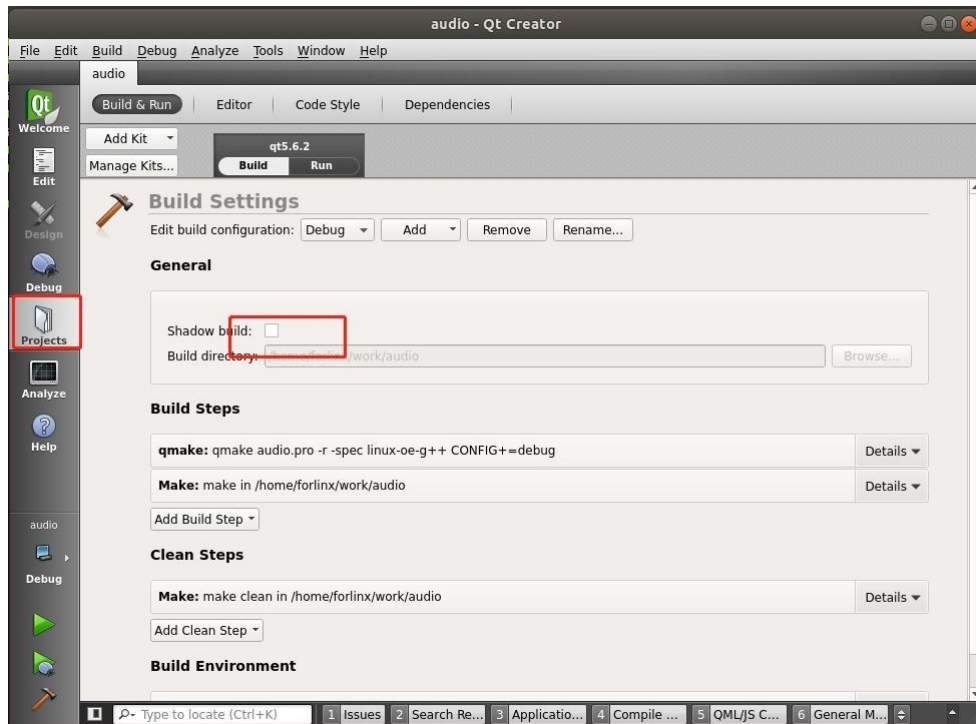 audio - Qt Creator
File Edit Build Debug Analyze Tools Window Help
audio
Build & Run Editor Code Style Dependencies
Welcome
Add Kit
Manage Kits...
qt5.6.2
Build Run
Edit
Design
Debug
Projects
Analyze
Help
audio
Debug
Build Settings
Edit build configuration: Debug Add Remove Rename...
General
Shadow build:
Build directory: /home/forlinx/work/audio Browse...
Build Steps
qmake: qmake audio.pro -r -spec linux-oe-g++ CONFIG+=debug Details
Make: make in /home/forlinx/work/audio Details
Add Build Step
Clean Steps
Make: make clean in /home/forlinx/work/audio Details
Add Clean Step
Build Environment
Type to locate (Ctrl+K) 1 Issues 2 Search Re... 3 Applicatio... 4 Compile ... 5 QML/JS C... 6 General M...